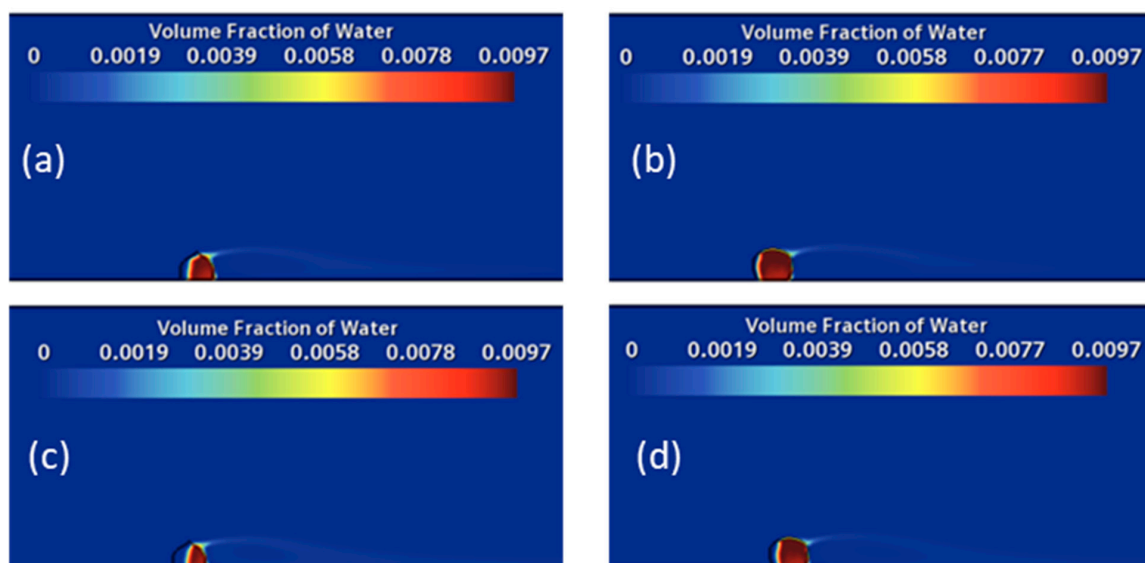 Volume Fraction of Water
0 0.0019 0.0039 0.0058 0.0078 0.0097
(a)
Volume Fraction of Water
0 0.0019 0.0039 0.0058 0.0077 0.0097
(b)
Volume Fraction of Water
0 0.0019 0.0039 0.0058 0.0078 0.0097
(c)
Volume Fraction of Water
0 0.0019 0.0039 0.0058 0.0077 0.0097
(d)